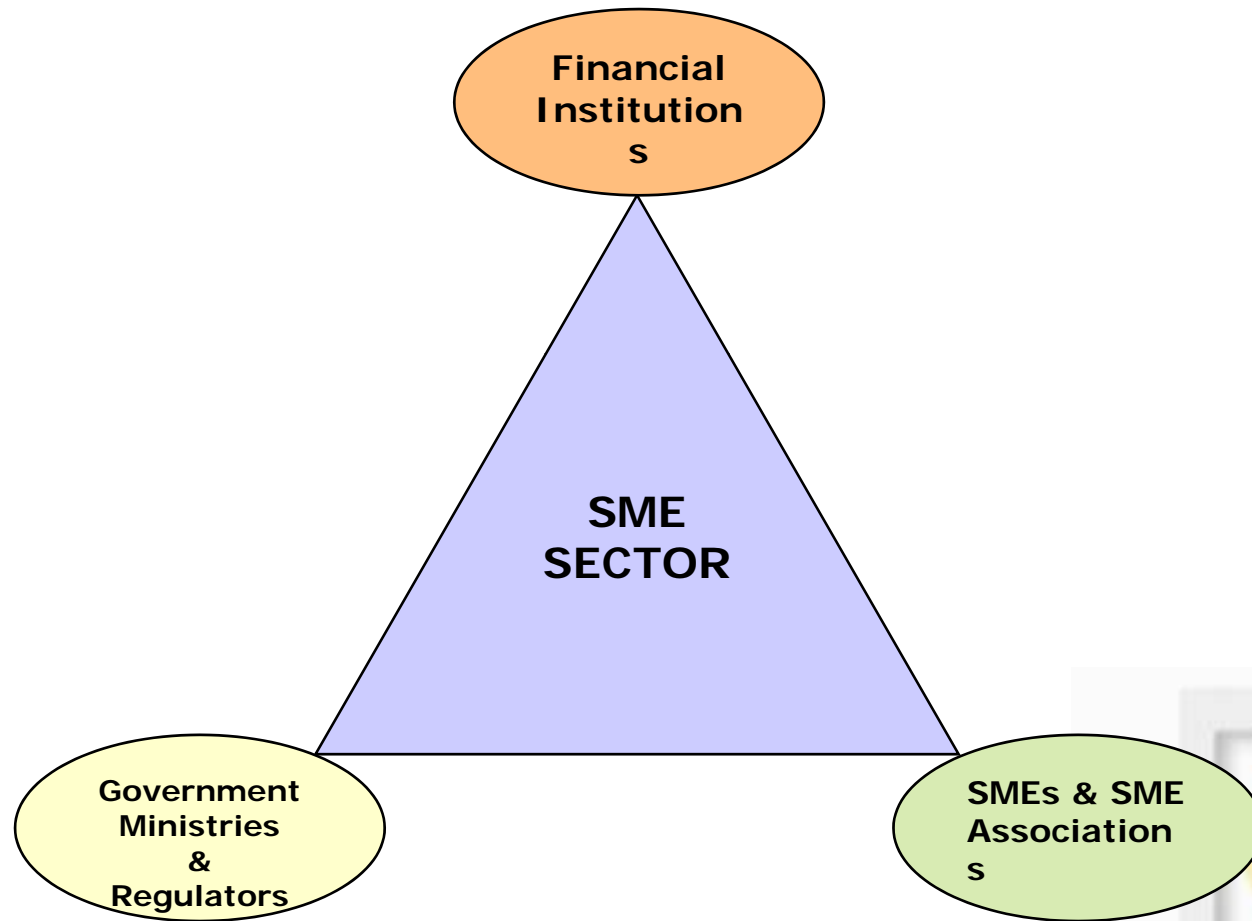 Financial
Institution
s
SME
SECTOR
Government
Ministries
&
Regulators
SMEs & SME
Association
s